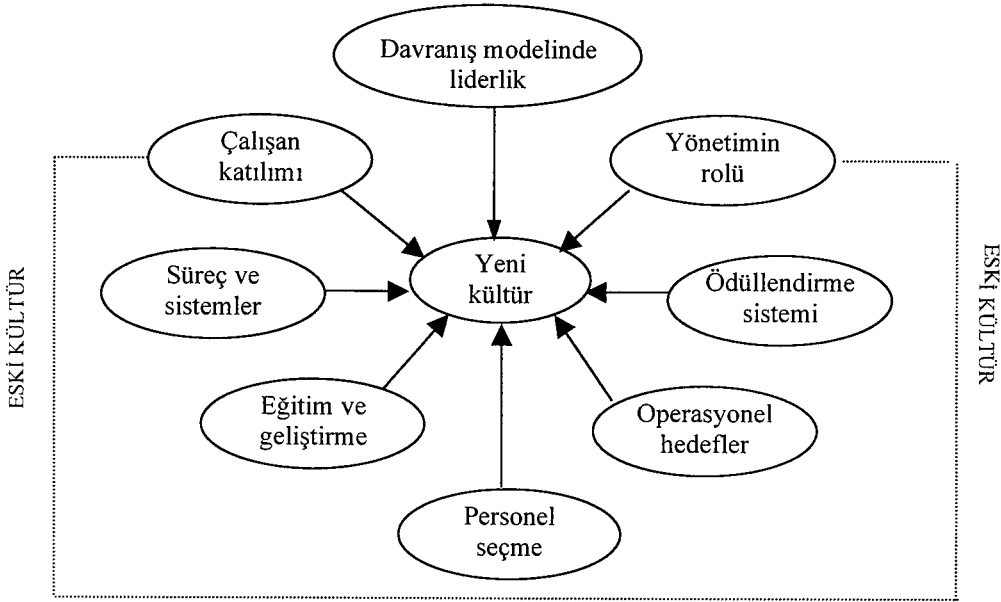 Davranış modelinde
liderlik
Çalışan
katılımı
Yönetimin
rolü
Süreç ve
sistemler
Yeni
kültür
Ödüllendirme
sistemi
Eğitim ve
geliştirme
Operasyonel
hedefler
Personel
seçme
ESKİ KÜLTÜR
ESKİ KÜLTÜR